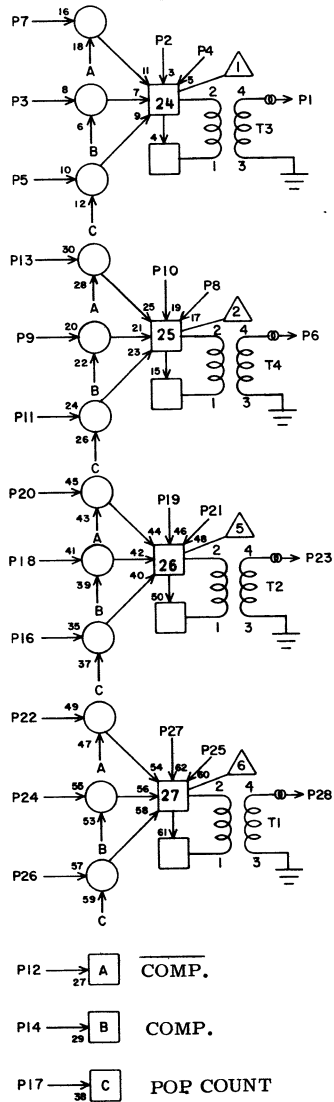 P7 16 18 A 11 P2 3 P4 5 1
P3 8 6 B 7 9 24 4 2 1 4 3 T3 P1
P5 10 12 C
P13 30 28 A 25 P10 19 P8 17 2
P9 20 22 B 21 23 25 15 2 1 4 3 T4 P6
P11 24 26 C
P20 45 43 A 44 P19 46 P21 48 5
P18 41 39 B 42 40 26 50 2 1 4 3 T2 P23
P16 35 37 C
P22 49 47 A 54 P27 62 P25 60 6
P24 55 53 B 56 58 27 61 2 1 4 3 T1 P28
P26 57 59 C
P12 27 A COMP.
P14 29 B COMP.
P17 38 C POP. COUNT